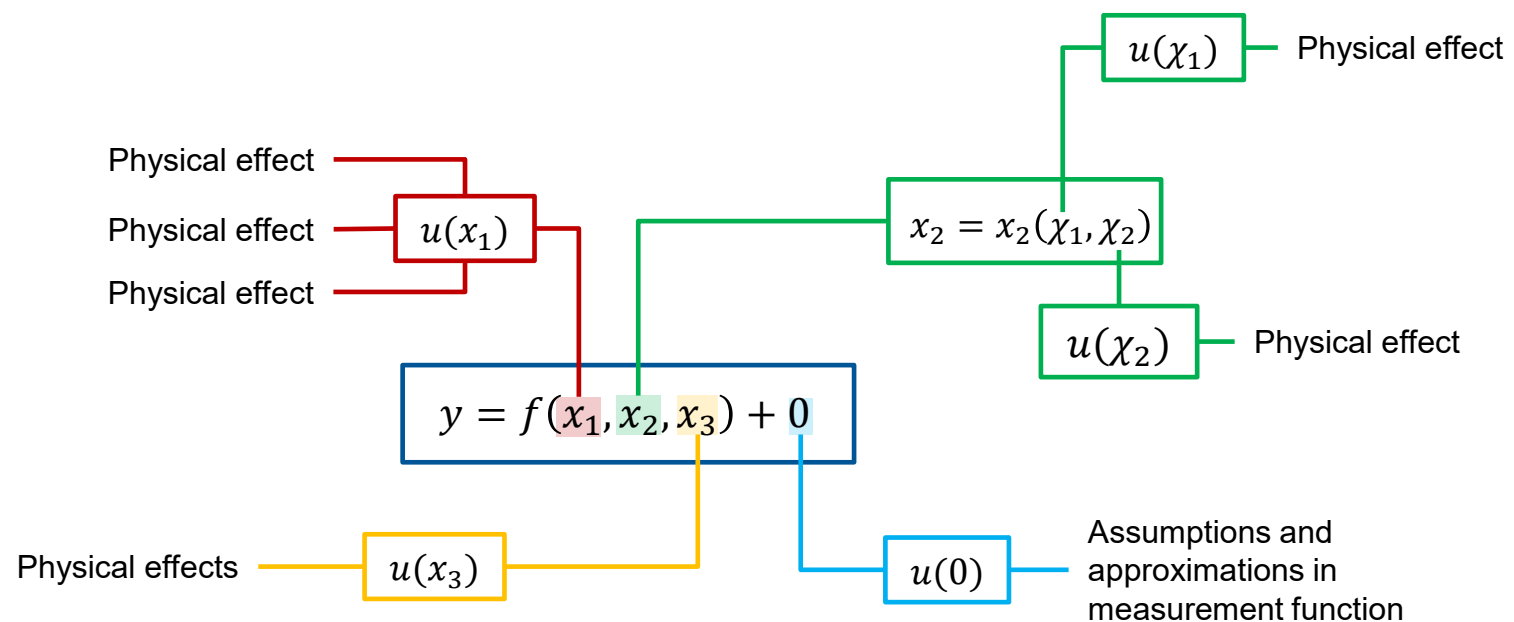 u(χ₁)
Physical effect
Physical effect
Physical effect
u(x₁)
x₂ = x₂(χ₁, χ₂)
Physical effect
u(χ₂)
Physical effect
y = f(x₁, x₂, x₃) + 0
Physical effects
u(x₃)
u(0)
Assumptions and
approximations in
measurement function